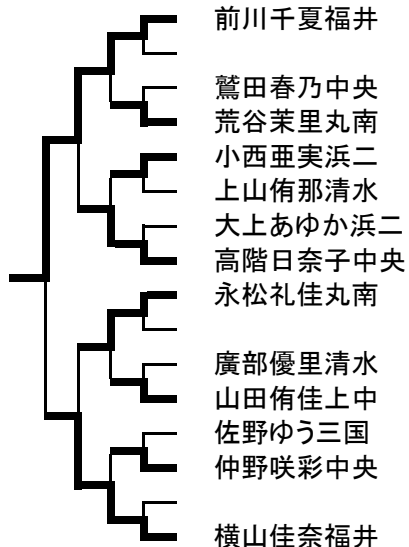 前川千夏福井
鷲田春乃中央
荒谷茉里丸南
小西亜実浜二
上山侑那清水
大上あゆか浜二
高階日奈子中央
永松礼佳丸南
廣部優里清水
山田侑佳上中
佐野ゆう三国
仲野咲彩中央
横山佳奈福井